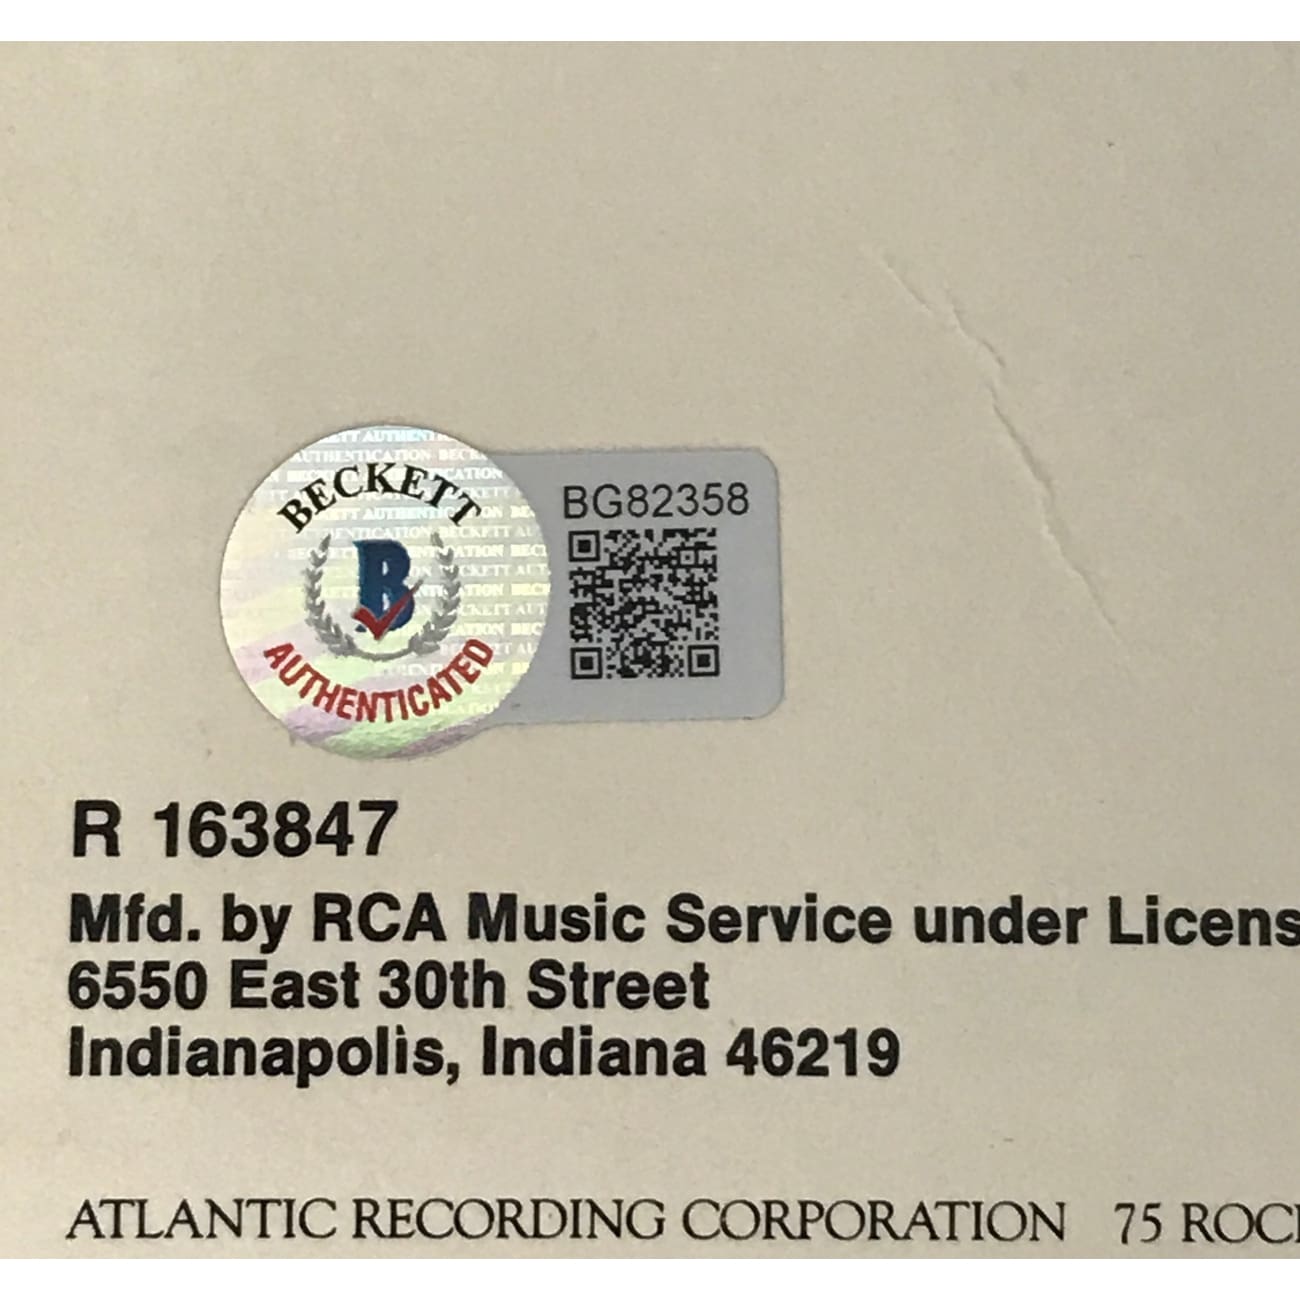 BECKETT
B
AUTHENTICATED
BG82358
R 163847
Mfd. by RCA Music Service under Licens
6550 East 30th Street
Indianapolis, Indiana 46219
ATLANTIC RECORDING CORPORATION 75 ROC